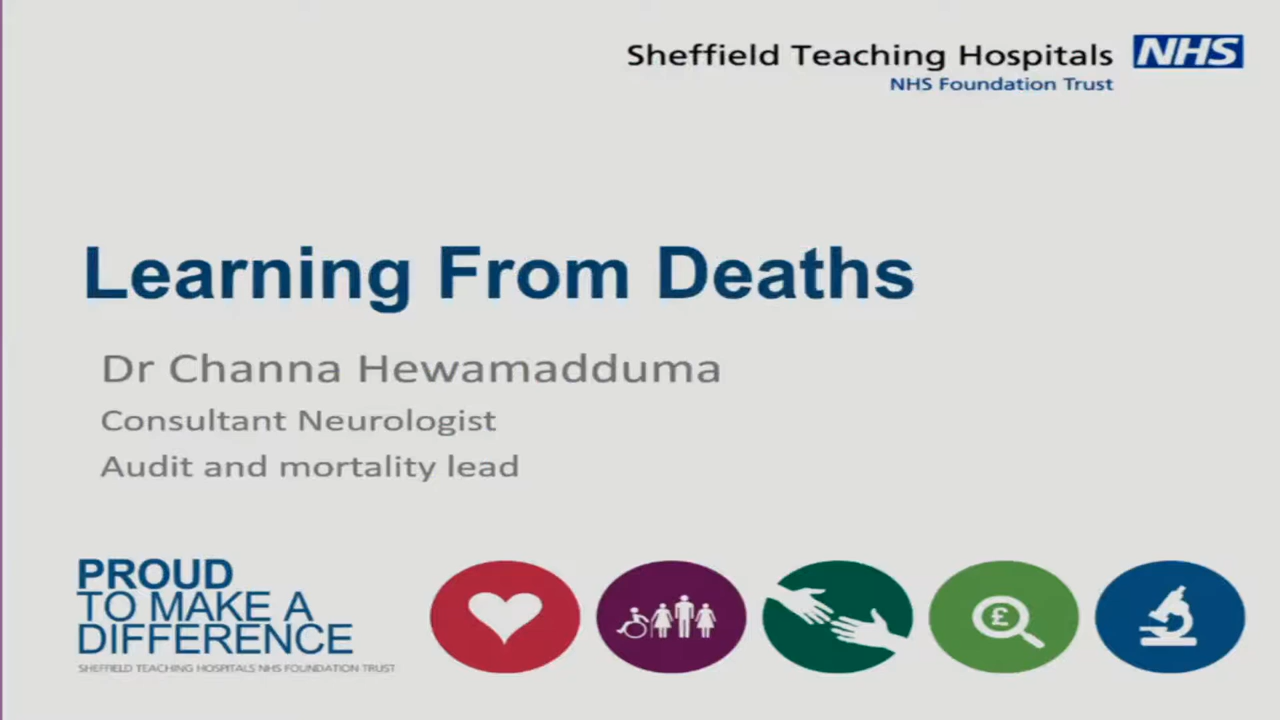 Sheffield Teaching Hospitals NHS
NHS Foundation Trust
Learning From Deaths
Dr Channa Hewamadduma
Consultant Neurologist
Audit and mortality lead
PROUD
TO MAKE A
DIFFERENCE
SHEFFIELD TEACHING HOSPITALS NHS FOUNDATION TRUST
£